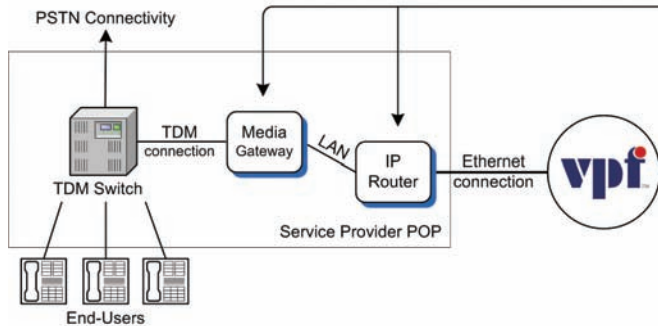 PSTN Connectivity
TDM
connection
Media
Gateway
LAN
IP
Router
Ethernet
connection
vpf
TM
TDM Switch
Service Provider POP
End-Users